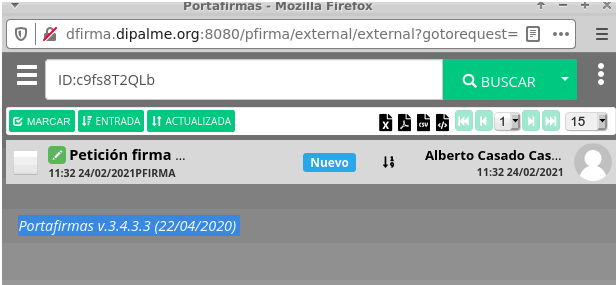 Portafirmas - Mozilla Firefox
dfirma.dipalme.org:8080/pfirma/external/external?gotorequest=
ID:c9fs8T2QLb
BUSCAR
MARCAR ENTRADA ACTUALIZADA
1 15
Petición firma ...
Nuevo
Alberto Casado Cas...
11:32 24/02/2021PFIRMA
11:32 24/02/2021
Portafirmas v.3.4.3.3 (22/04/2020)